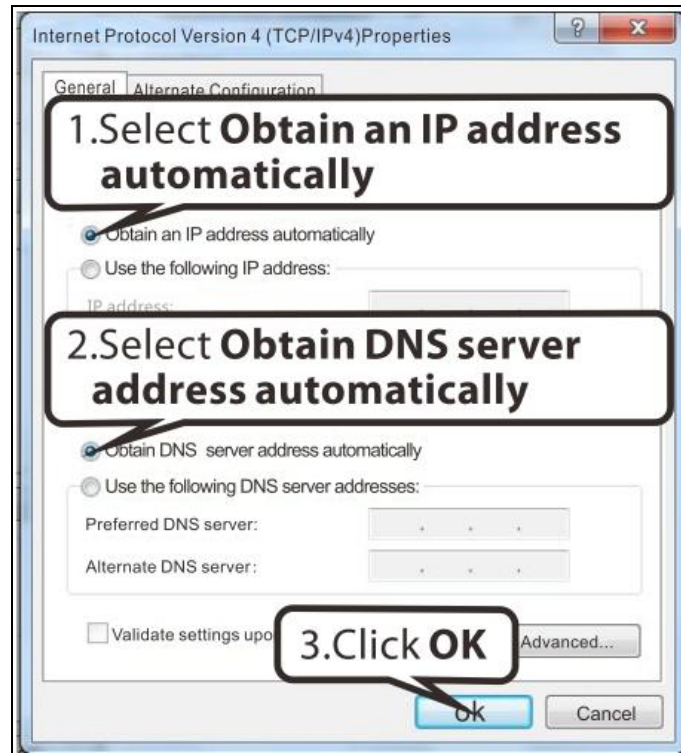 Internet Protocol Version 4 (TCP/IPv4)Properties
General
Alternate Configuration
1.Select Obtain an IP address
automatically
Obtain an IP address automatically
Use the following IP address:
IP address:
2.Select Obtain DNS server
address automatically
Obtain DNS server address automatically
Use the following DNS server addresses:
Preferred DNS server:
Alternate DNS server:
Validate settings upo
3.Click OK
Advanced...
ok
Cancel